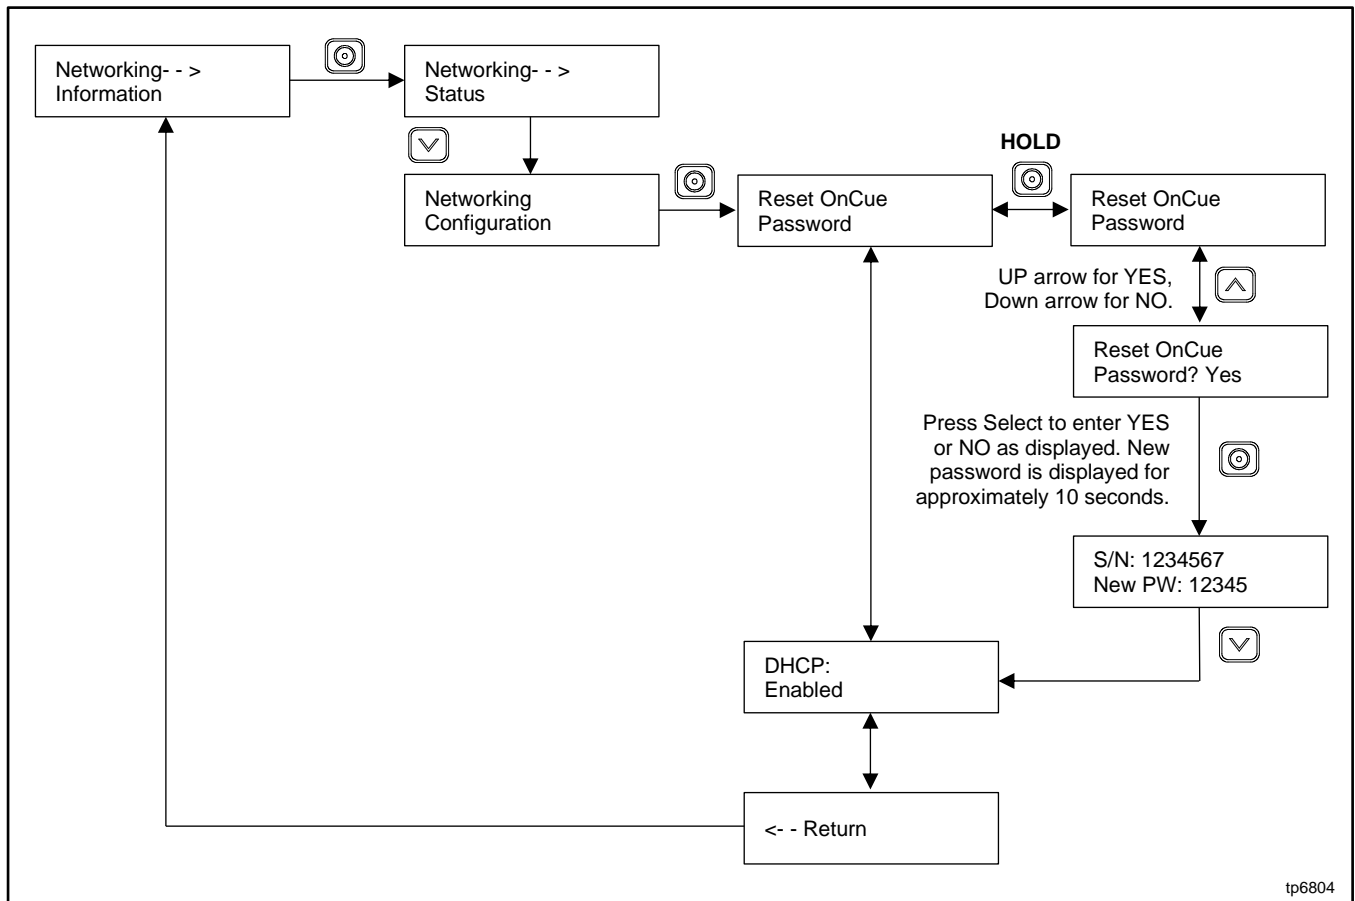 Networking- - >
Information
Networking- - >
Status
Networking
Configuration
Reset OnCue
Password
HOLD
Reset OnCue
Password
UP arrow for YES,
Down arrow for NO.
Reset OnCue
Password? Yes
Press Select to enter YES
or NO as displayed. New
password is displayed for
approximately 10 seconds.
S/N: 1234567
New PW: 12345
DHCP:
Enabled
<- - Return
tp6804